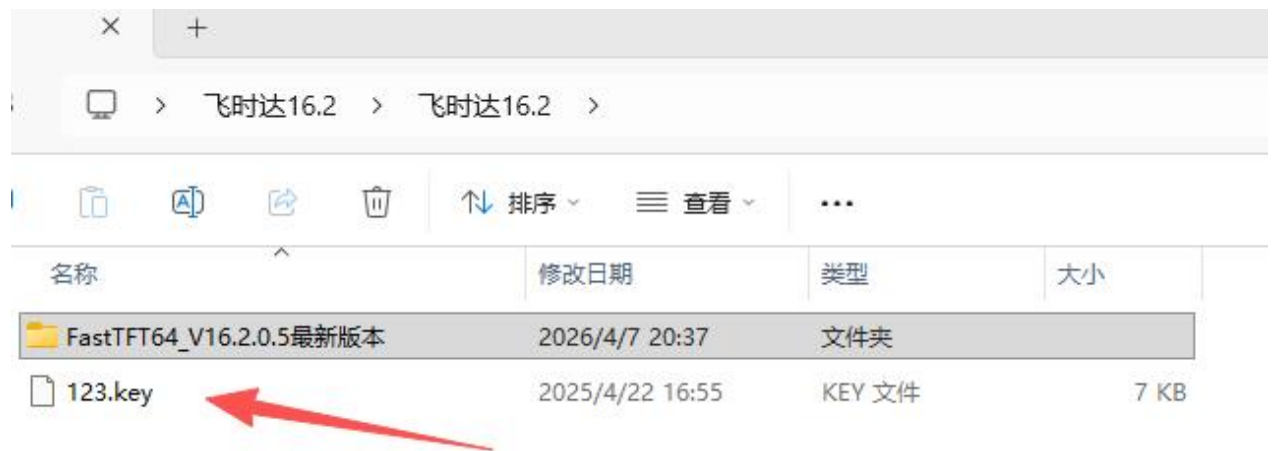 飞时达16.2 > 飞时达16.2 >
排序 查看 ...
名称 修改日期 类型 大小
FastTFT64_V16.2.0.5最新版本 2026/4/7 20:37 文件夹
123.key 2025/4/22 16:55 KEY 文件 7 KB